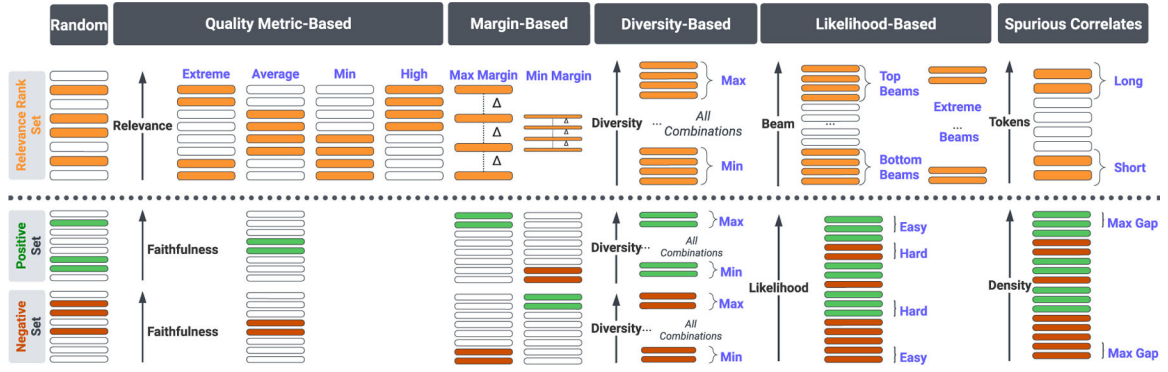 Random
Quality Metric-Based
Margin-Based
Diversity-Based
Likelihood-Based
Spurious Correlates
Relevance Rank
Set
Relevance
Extreme
Average
Min
High
Max Margin
Min Margin
Δ
Δ
Δ
Δ
Δ
Diversity
...
Max
All
Combinations
Min
Beam
...
Top
Beams
Bottom
Beams
Extreme
...
Beams
Tokens
Long
Short
Positive
Set
Faithfulness
Diversity...
Max
All
Combinations
Min
Negative
Set
Faithfulness
Diversity...
Max
All
Combinations
Min
Likelihood
Easy
Hard
Hard
Easy
Density
Max Gap
Max Gap